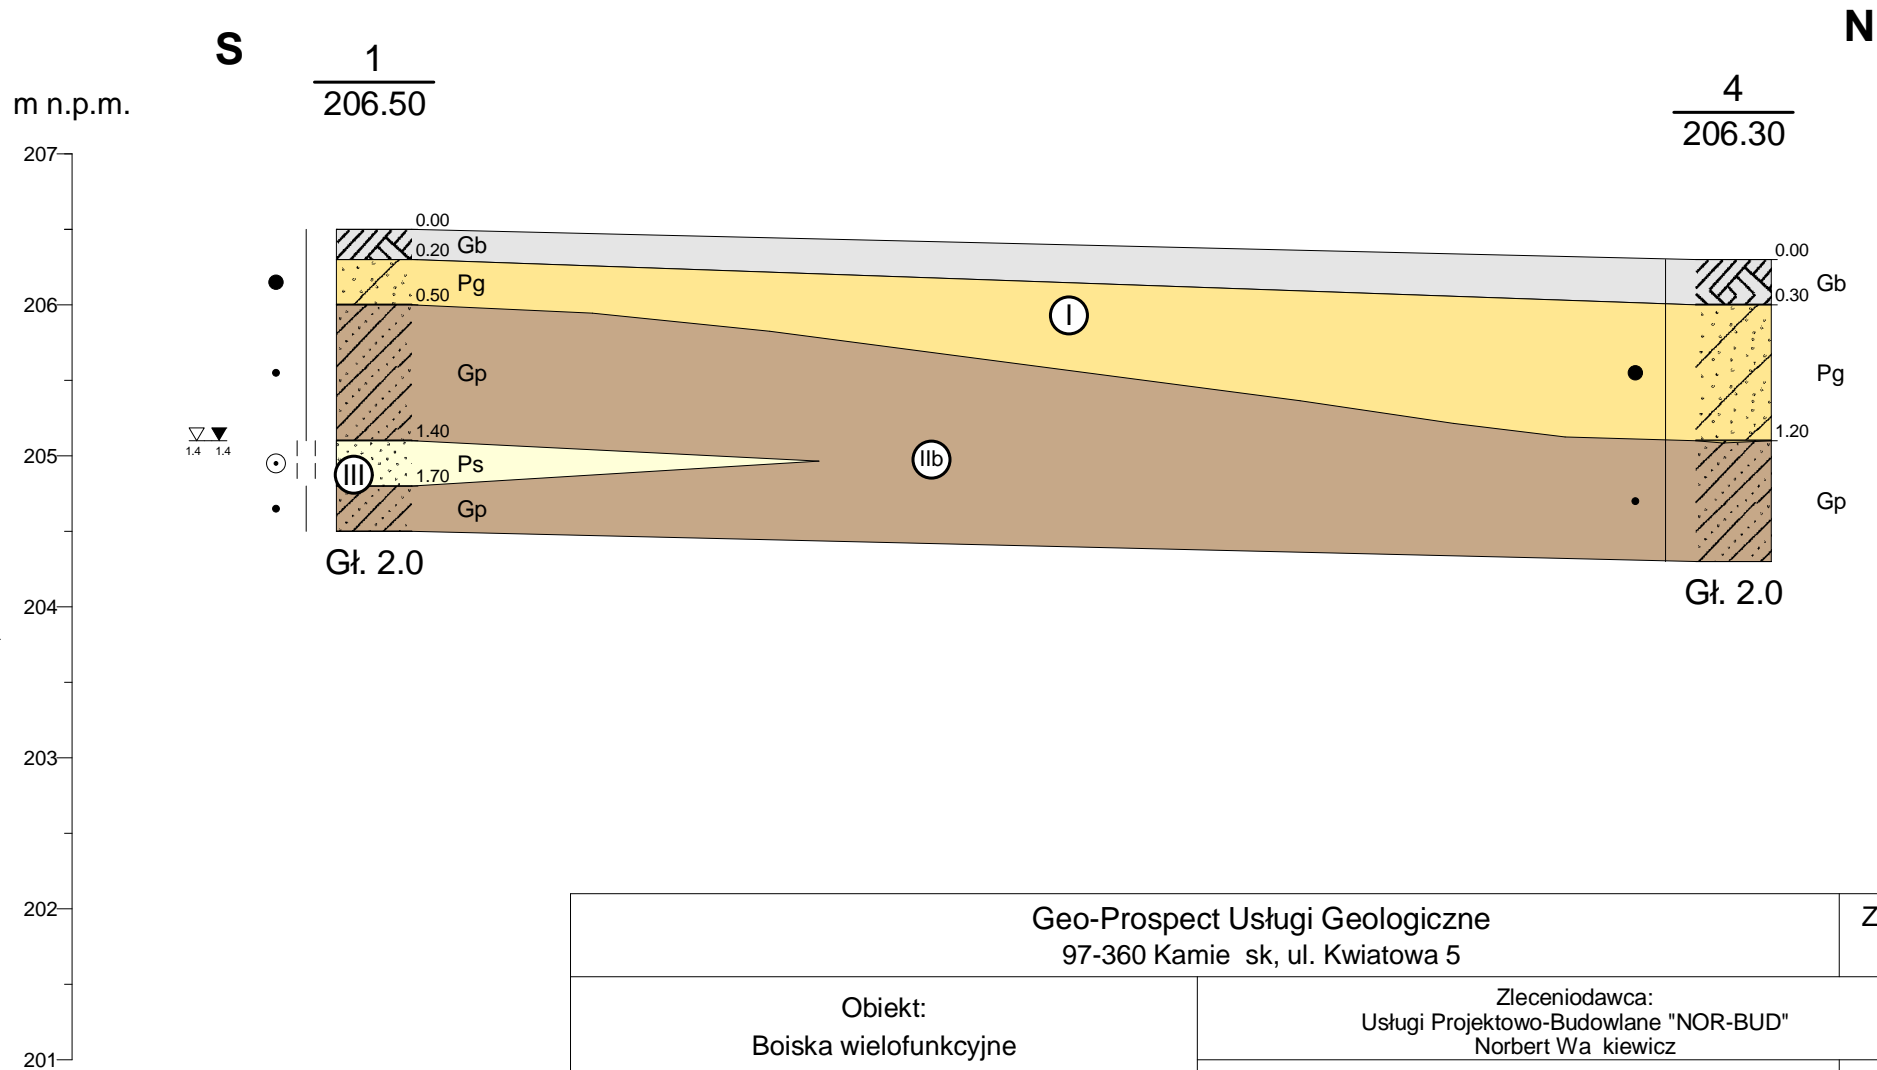 S
N
1
206.50
4
206.30
m n.p.m.
207
206
205
204
203
202
201
0.00
0.20
0.50
1.40
1.70
Gb
Pg
Gp
Ps
Gp
1.4 1.4
I
IIb
III
0.00
0.30
1.20
Gb
Pg
Gp
Gł. 2.0
Gł. 2.0
Geo-Prospect Usługi Geologiczne
97-360 Kamie sk, ul. Kwiatowa 5
Z
Obiekt:
Boiska wielofunkcyjne
Zleceniodawca:
Usługi Projektowo-Budowlane "NOR-BUD"
Norbert Wa kiewicz